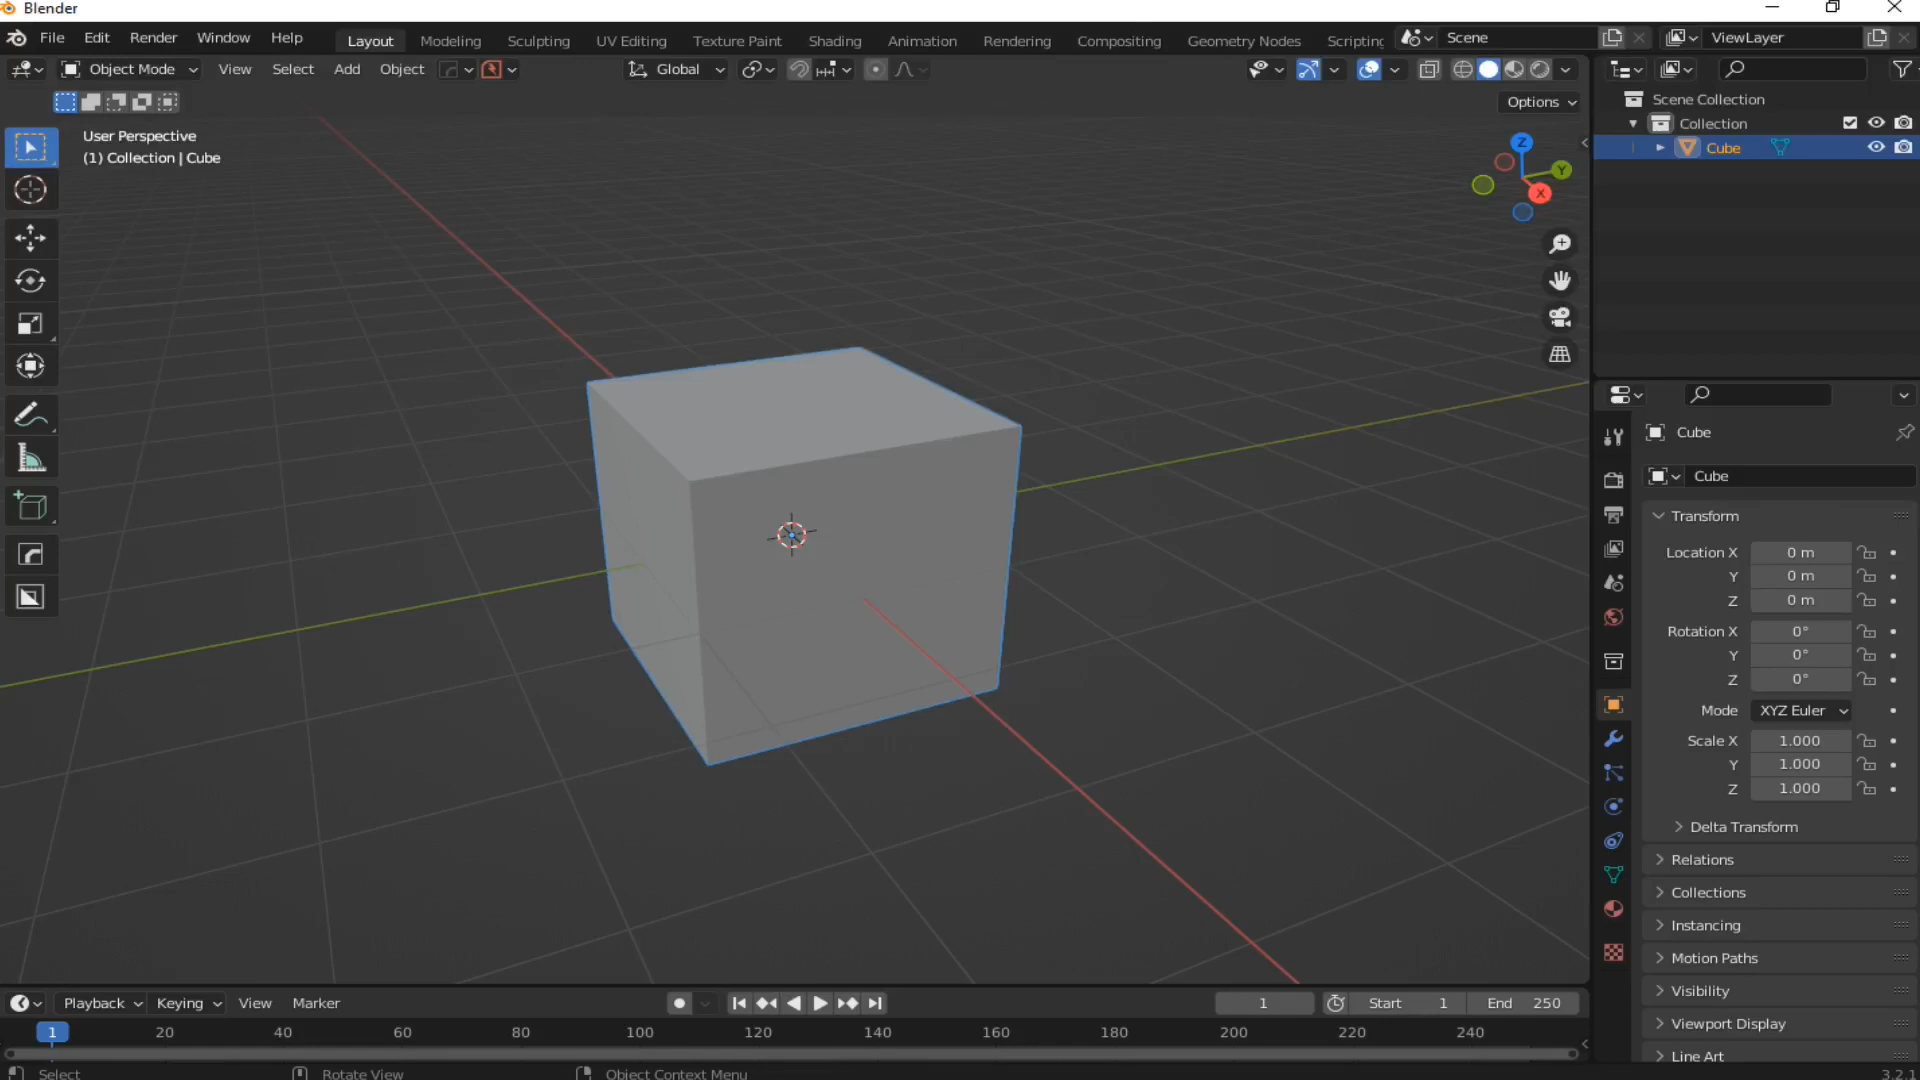 Blender
File Edit Render Window Help Layout Modeling Sculpting UV Editing Texture Paint Shading Animation Rendering Compositing Geometry Nodes Scripting Scene ViewLayer
Object Mode View Select Add Object Global
Options
User Perspective
(1) Collection | Cube
Z
Y
X
Scene Collection
Collection
Cube
Cube
Cube
Transform
Location X 0 m
Y 0 m
Z 0 m
Rotation X 0°
Y 0°
Z 0°
Mode XYZ Euler
Scale X 1.000
Y 1.000
Z 1.000
Delta Transform
Relations
Collections
Instancing
Motion Paths
Visibility
Viewport Display
Line Art
Playback Keying View Marker 1 Start 1 End 250
1 20 40 60 80 100 120 140 160 180 200 220 240
Select Rotate View Object Context Menu 3.2.1